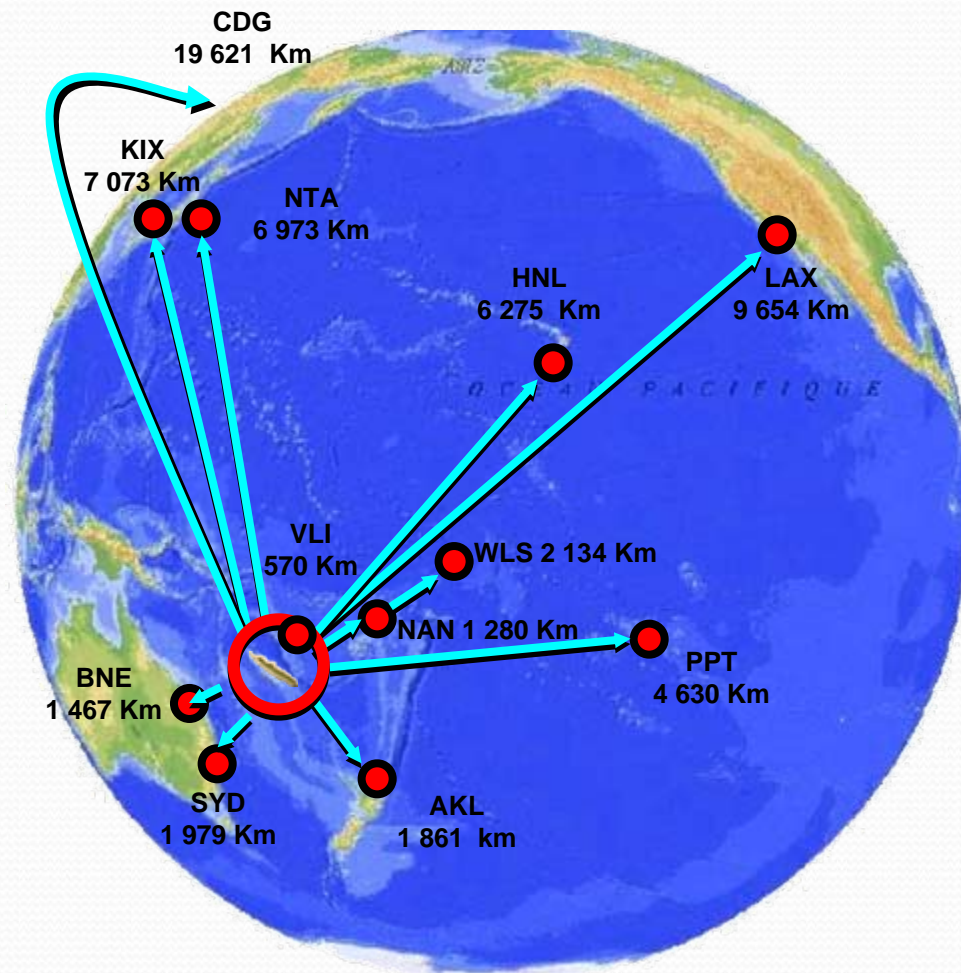 CDG
19 621 Km
KIX
7 073 Km
NTA
6 973 Km
HNL
6 275 Km
LAX
9 654 Km
OCEAN PACIFIQUE
VLI
570 Km
WLS 2 134 Km
NAN 1 280 Km
PPT
4 630 Km
BNE
1 467 Km
SYD
1 979 Km
AKL
1 861 km